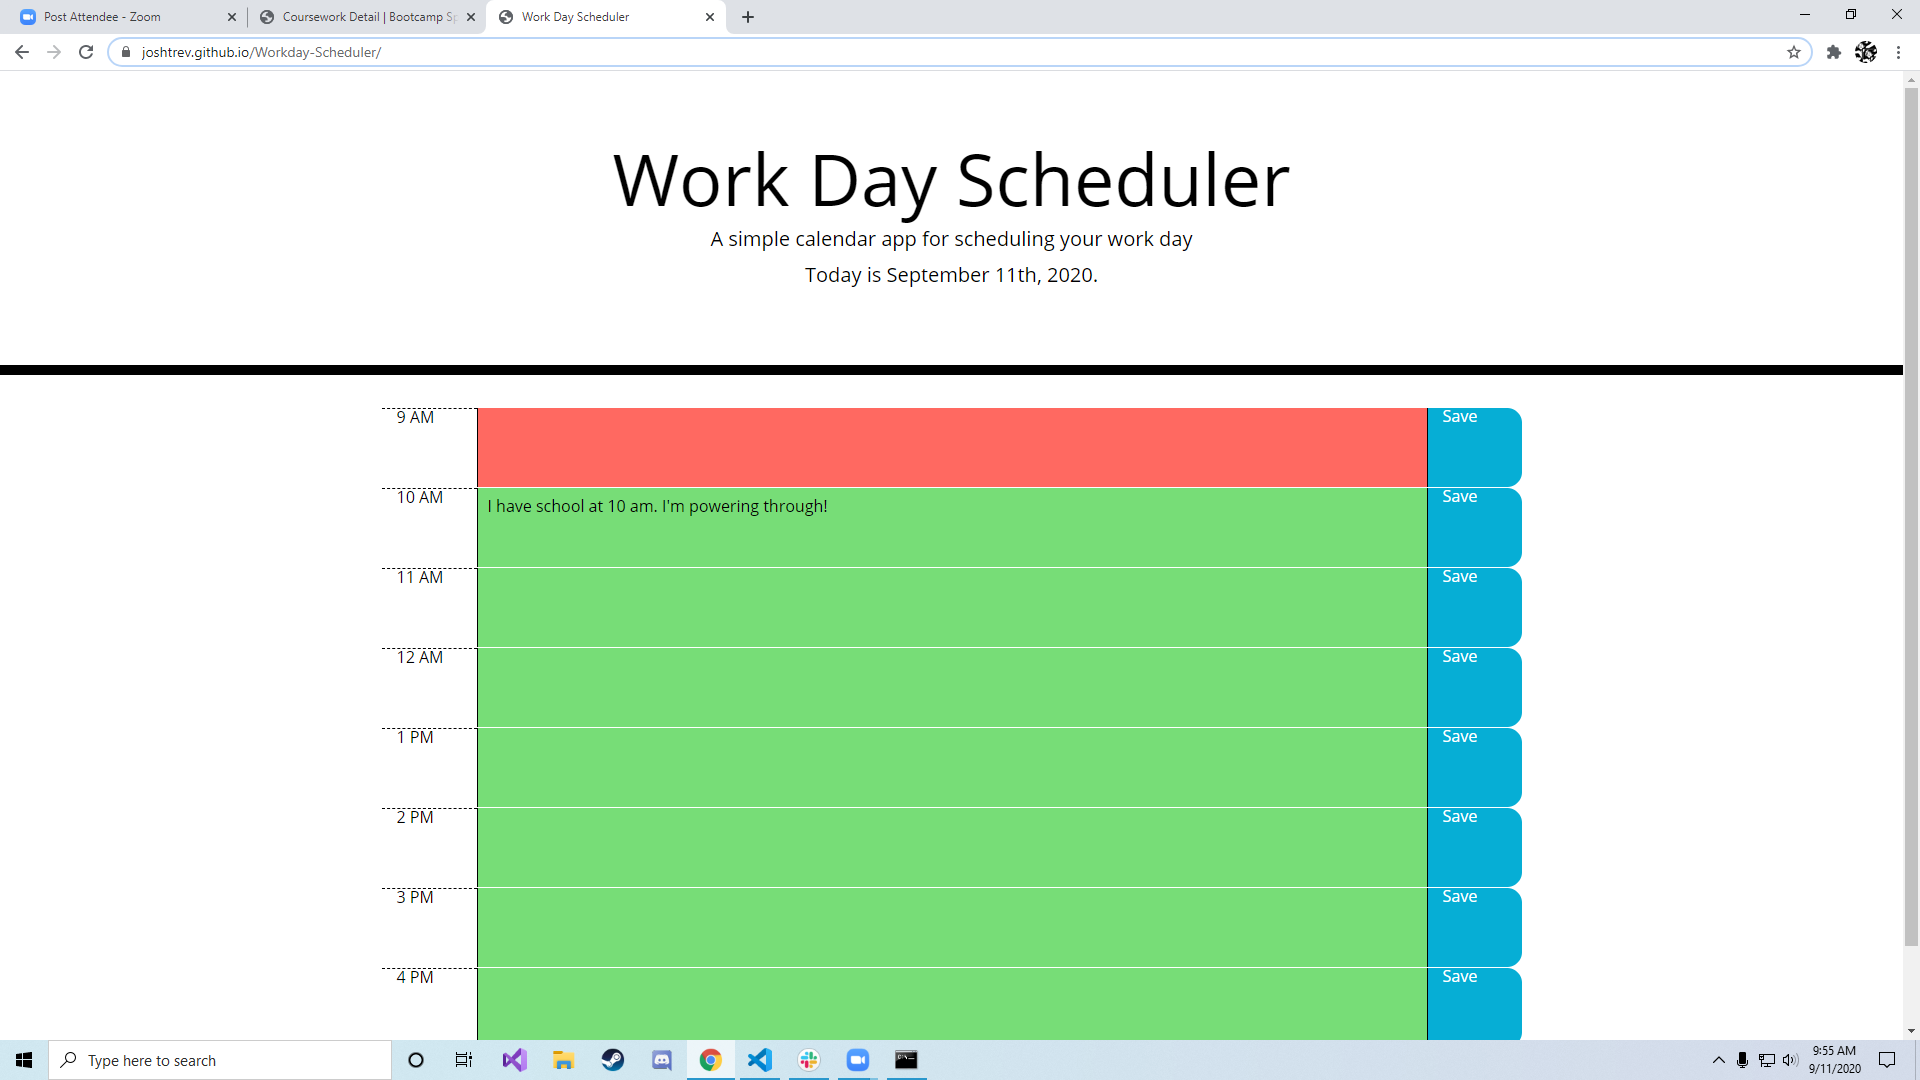 Post Attendee - Zoom
Coursework Detail | Bootcamp Sp
Work Day Scheduler
joshtrev.github.io/Workday-Scheduler/
Work Day Scheduler
A simple calendar app for scheduling your work day
Today is September 11th, 2020.
9 AM
Save
10 AM
I have school at 10 am. I'm powering through!
Save
11 AM
Save
12 AM
Save
1 PM
Save
2 PM
Save
3 PM
Save
4 PM
Save
Type here to search
9:55 AM
9/11/2020